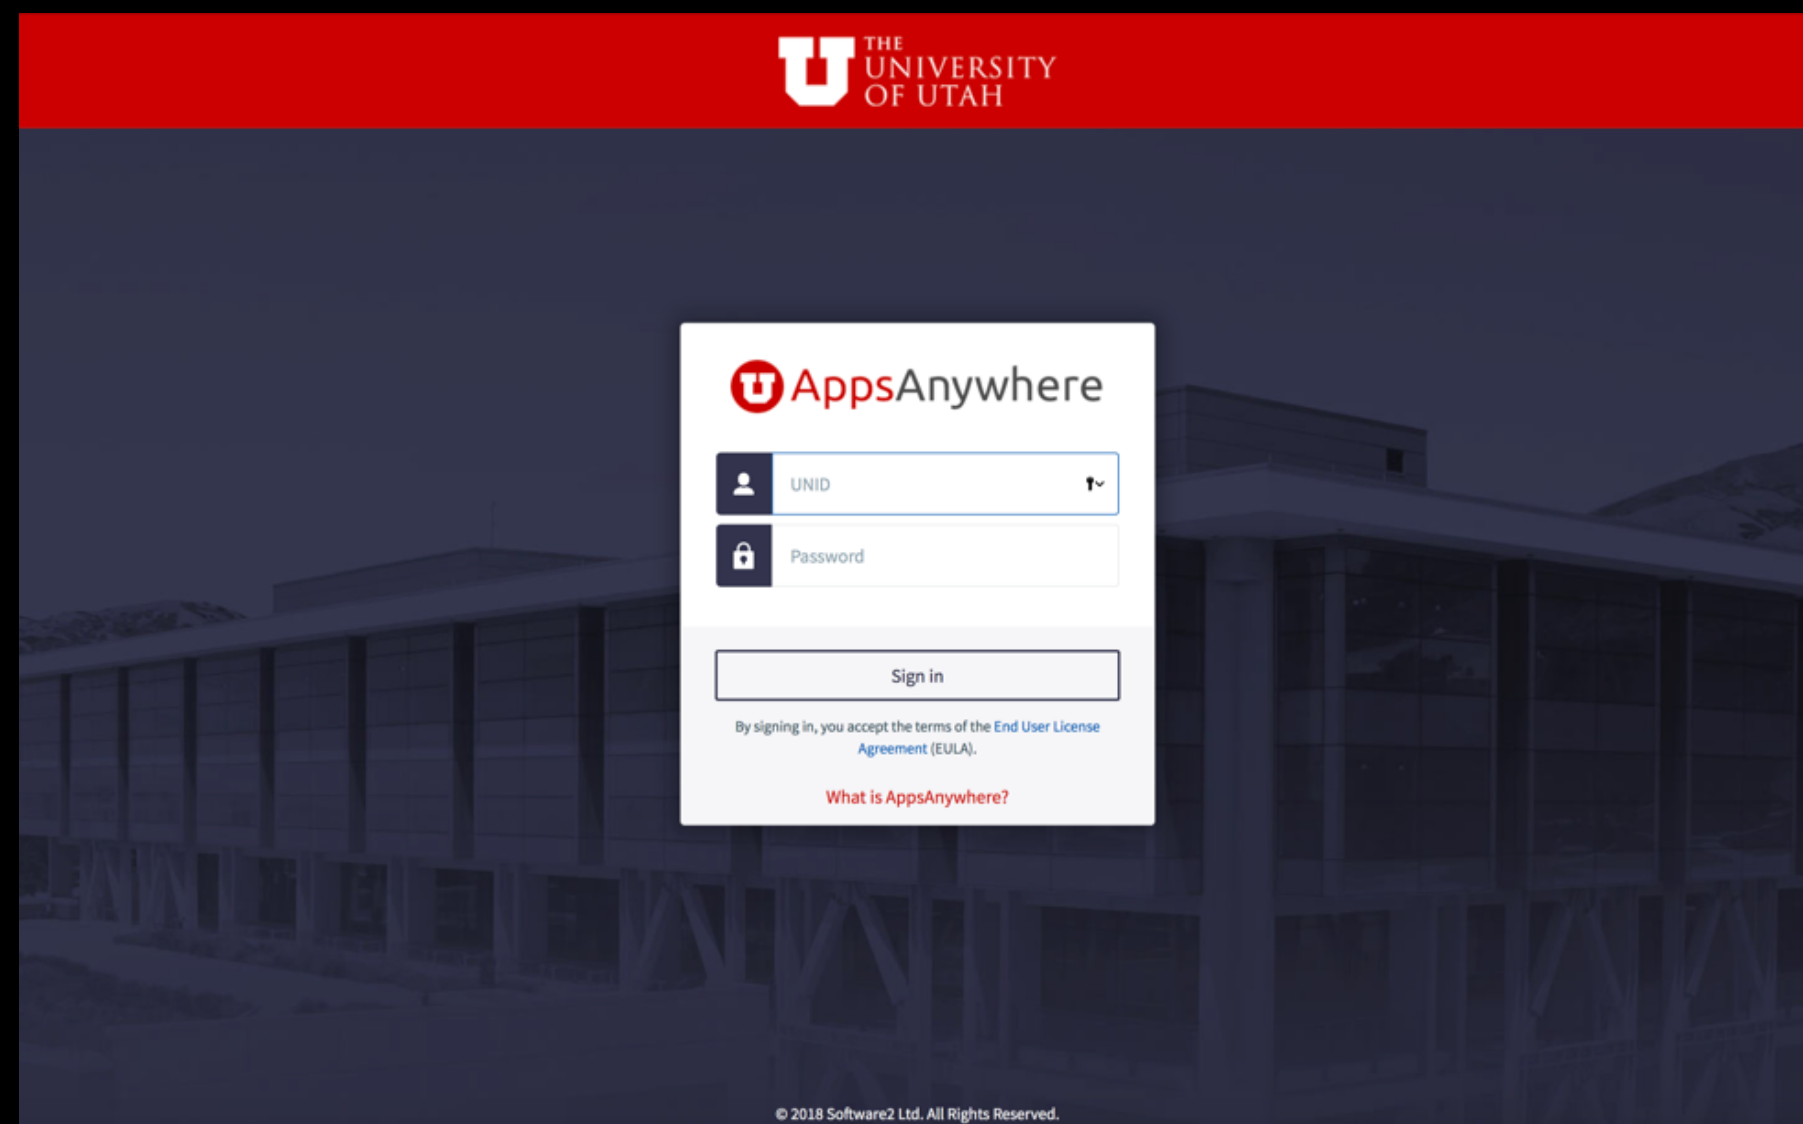 THE
UNIVERSITY
OF UTAH
U AppsAnywhere
UNID
Password
Sign in
By signing in, you accept the terms of the End User License
Agreement (EULA).
What is AppsAnywhere?
© 2018 Software2 Ltd. All Rights Reserved.